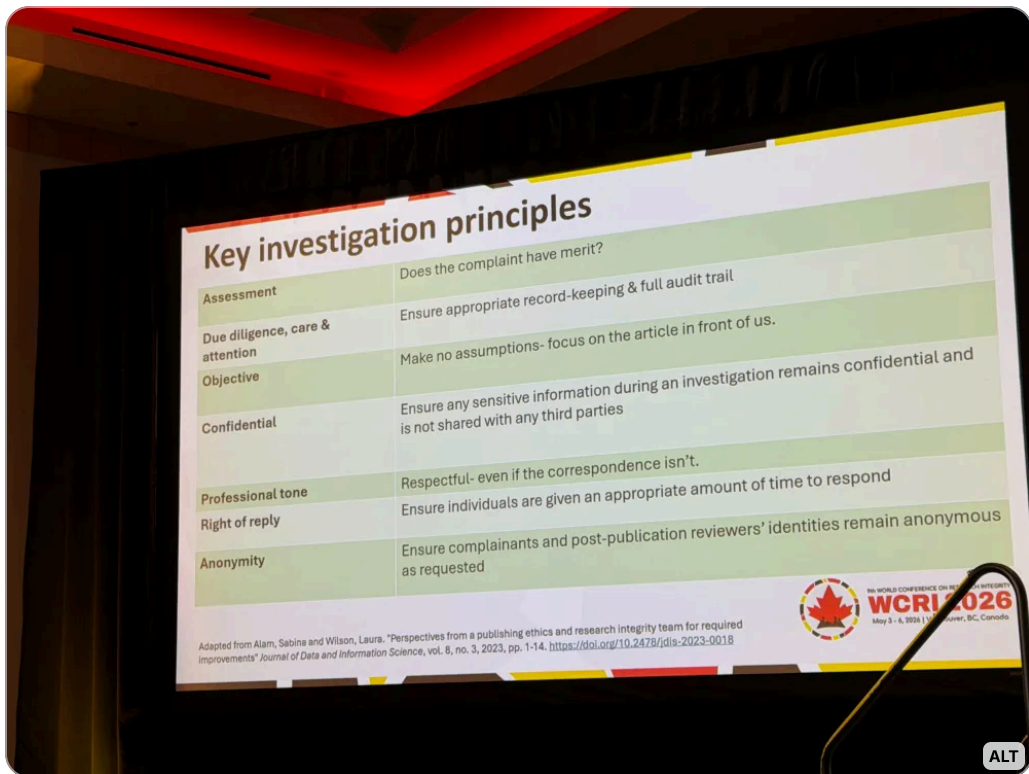 Key investigation principles
Assessment
Does the complaint have merit?
Due diligence, care &
attention
Ensure appropriate record-keeping & full audit trail
Objective
Make no assumptions- focus on the article in front of us.
Confidential
Ensure any sensitive information during an investigation remains confidential and
is not shared with any third parties
Professional tone
Respectful- even if the correspondence isn't.
Right of reply
Ensure individuals are given an appropriate amount of time to respond
Anonymity
Ensure complainants and post-publication reviewers' identities remain anonymous
as requested
Adapted from Alam, Sabina and Wilson, Laura. "Perspectives from a publishing ethics and research integrity team for required
improvements" Journal of Data and Information Science, vol. 8, no. 3, 2023, pp. 1-14. https://doi.org/10.2478/jdis-2023-0018
9th WORLD CONFERENCE ON INTEGRITY
WCRI 2026
May 3 - 6, 2026 | BC, Canada
ALT